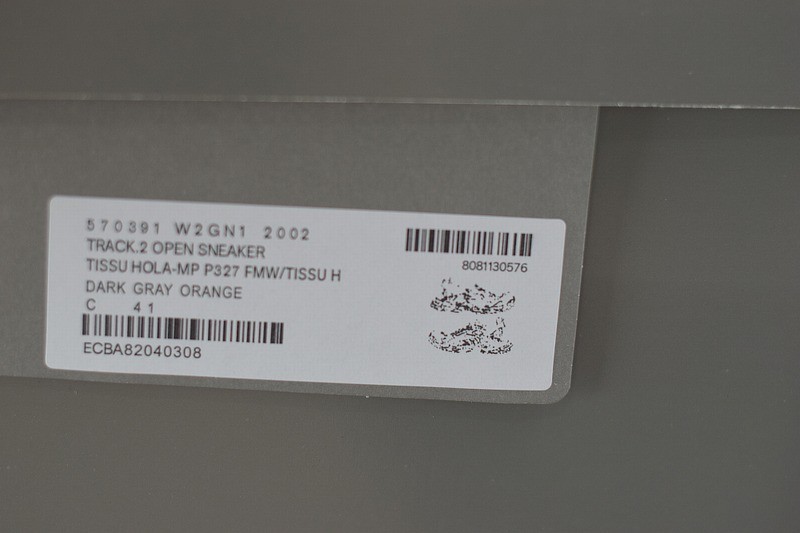 570391 W2GN1 2002
TRACK.2 OPEN SNEAKER
TISSU HOLA-MP P327 FMW/TISSU H
DARK GRAY ORANGE
C 41
ECBA82040308
8081130576